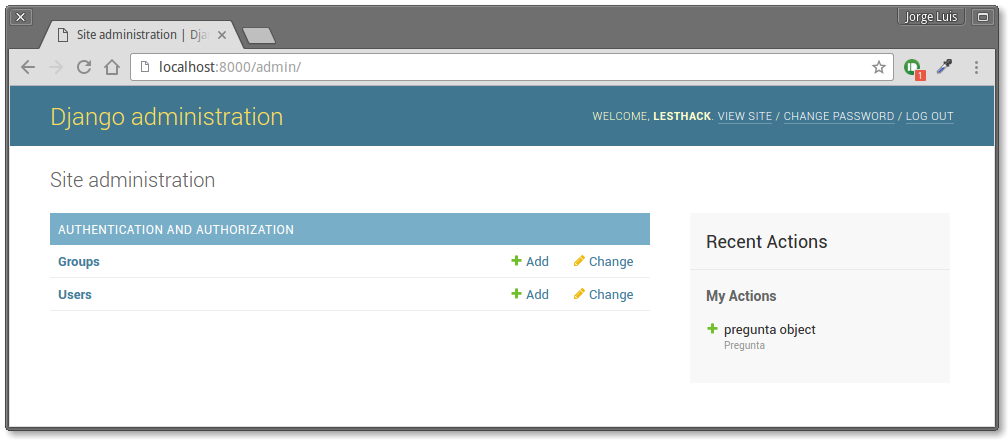 Jorge Luis
Site administration | Dja
localhost:8000/admin/
1
Django administration
WELCOME, LESTHACK. VIEW SITE / CHANGE PASSWORD / LOG OUT
Site administration
AUTHENTICATION AND AUTHORIZATION
Groups Add Change
Users Add Change
Recent Actions
My Actions
pregunta object
Pregunta